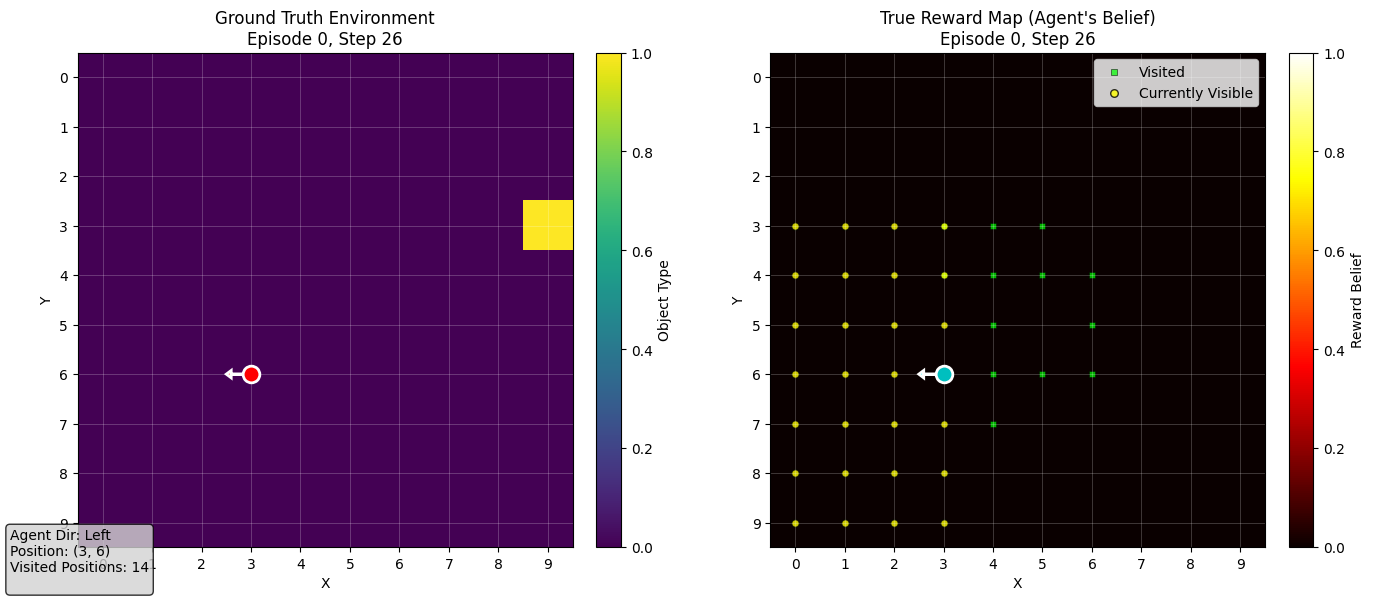 Ground Truth Environment
Episode 0, Step 26
True Reward Map (Agent's Belief)
Episode 0, Step 26
Visited
Currently Visible
0
1
2
3
4
5
6
7
8
9
Y
0 1 2 3 4 5 6 7 8 9
X
1.0
0.8
0.6
0.4
0.2
0.0
Object Type
0
1
2
3
4
5
6
7
8
9
Y
0 1 2 3 4 5 6 7 8 9
X
1.0
0.8
0.6
0.4
0.2
0.0
Reward Belief
Agent Dir: Left
Position: (3, 6)
Visited Positions: 14